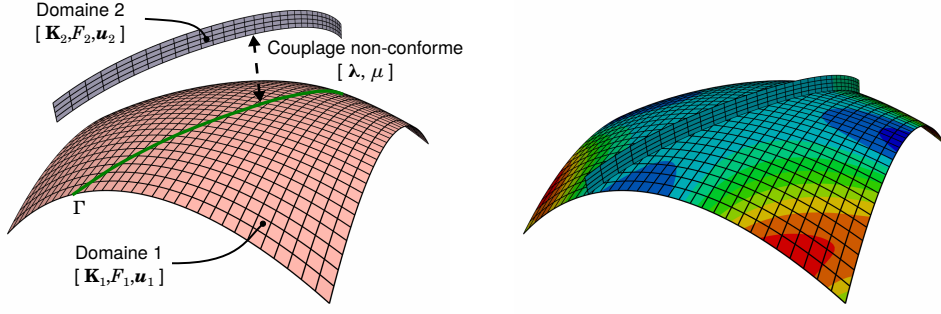 Domaine 2
[ K₂,F₂,u₂]
Couplage non-conforme
[ λ, μ ]
Γ
Domaine 1
[ K₁,F₁,u₁]